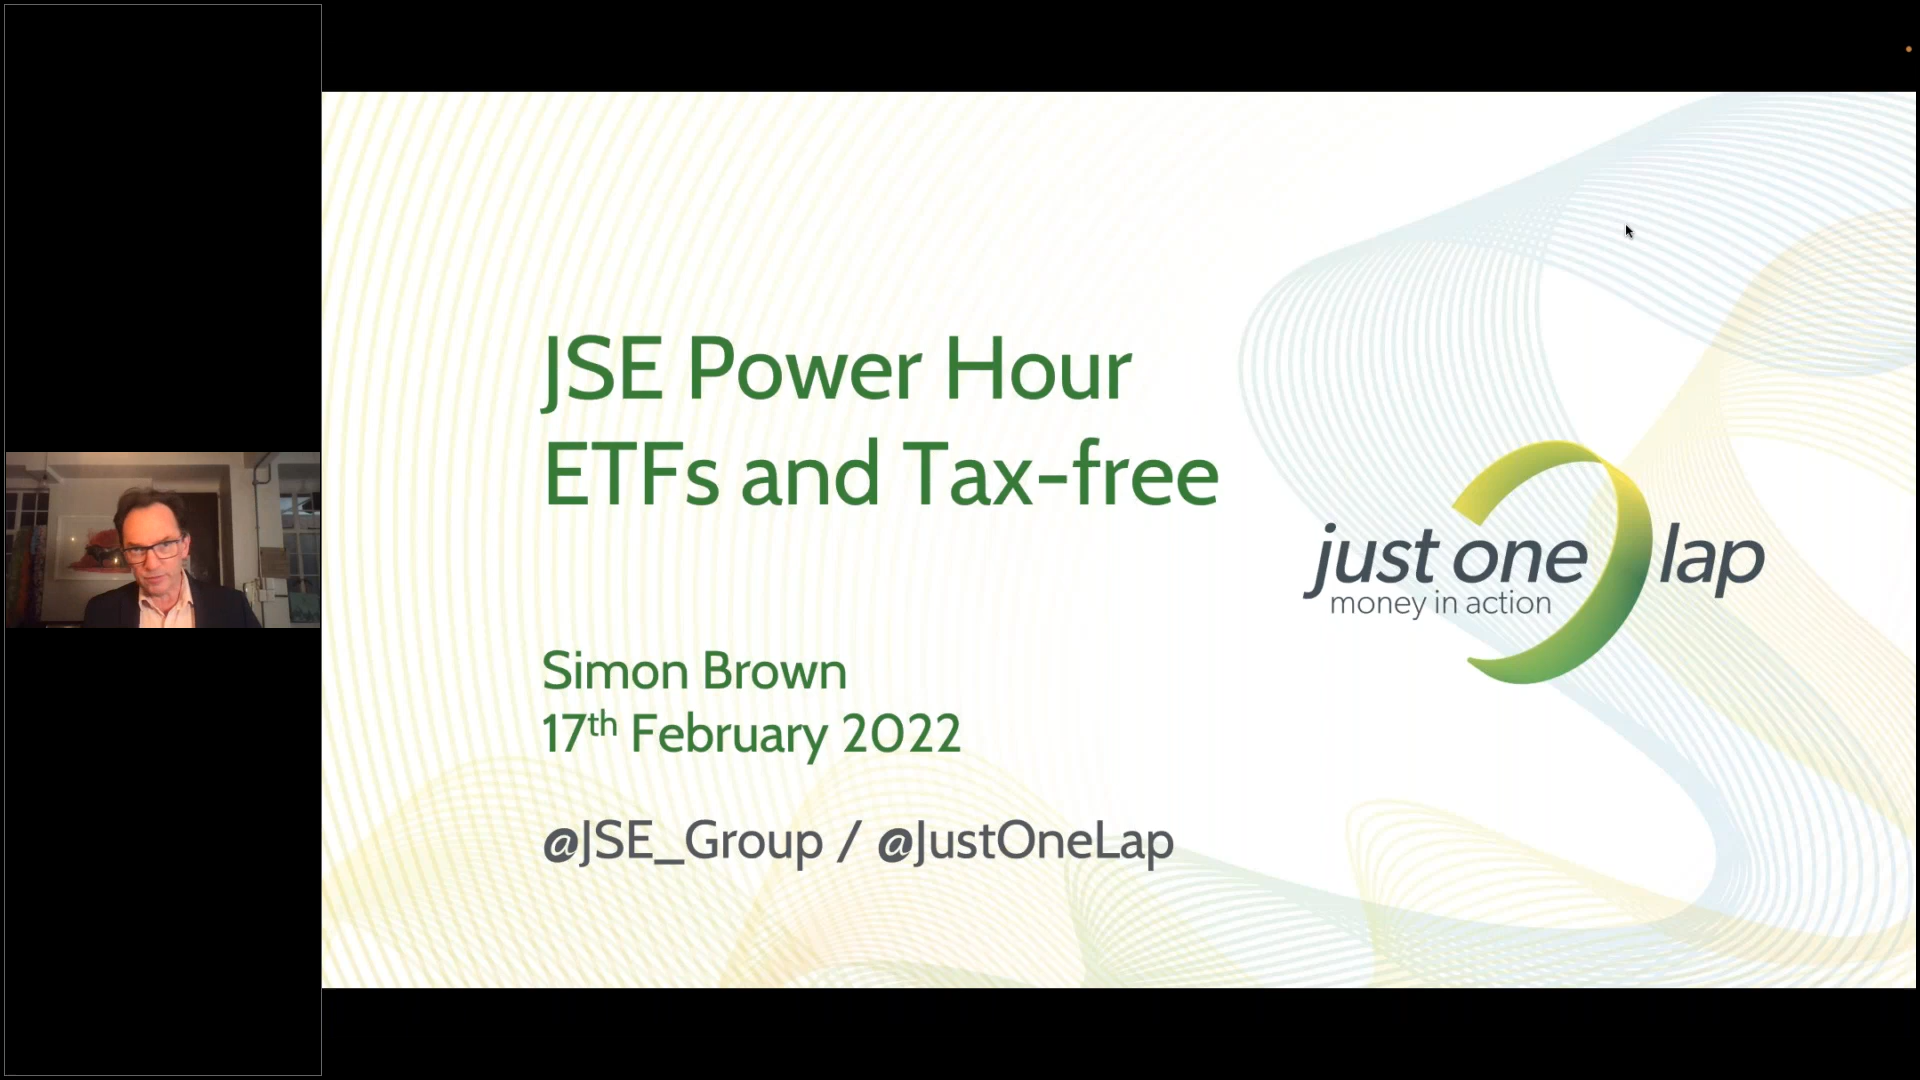 JSE Power Hour
ETFs and Tax-free
just one lap
money in action
Simon Brown
17th February 2022
@JSE_Group / @JustOneLap